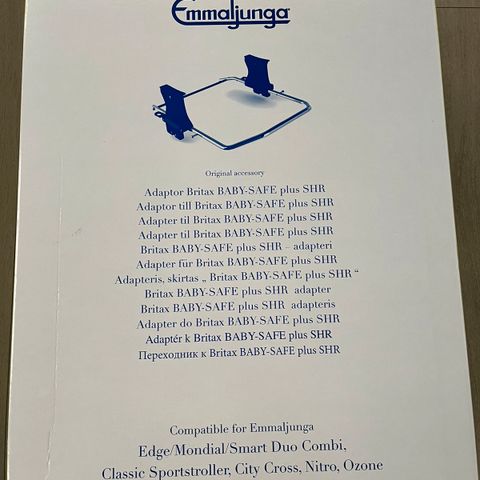 Emmaljunga
Original accessory
Adaptor Britax BABY-SAFE plus SHR
Adaptor till Britax BABY-SAFE plus SHR
Adapter til Britax BABY-SAFE plus SHR
Adapter til Britax BABY-SAFE plus SHR
Britax BABY-SAFE plus SHR – adapteri
Adapter für Britax BABY-SAFE plus SHR
Adapteris, skirtas „ Britax BABY-SAFE plus SHR “
Britax BABY-SAFE plus SHR adapter
Britax BABY-SAFE plus SHR adapteris
Adapter do Britax BABY-SAFE plus SHR
Adaptér k Britax BABY-SAFE plus SHR
Переходник к Britax BABY-SAFE plus SHR
Compatible for Emmaljunga
Edge/Mondial/Smart Duo Combi,
Classic Sportstroller, City Cross, Nitro, Ozone